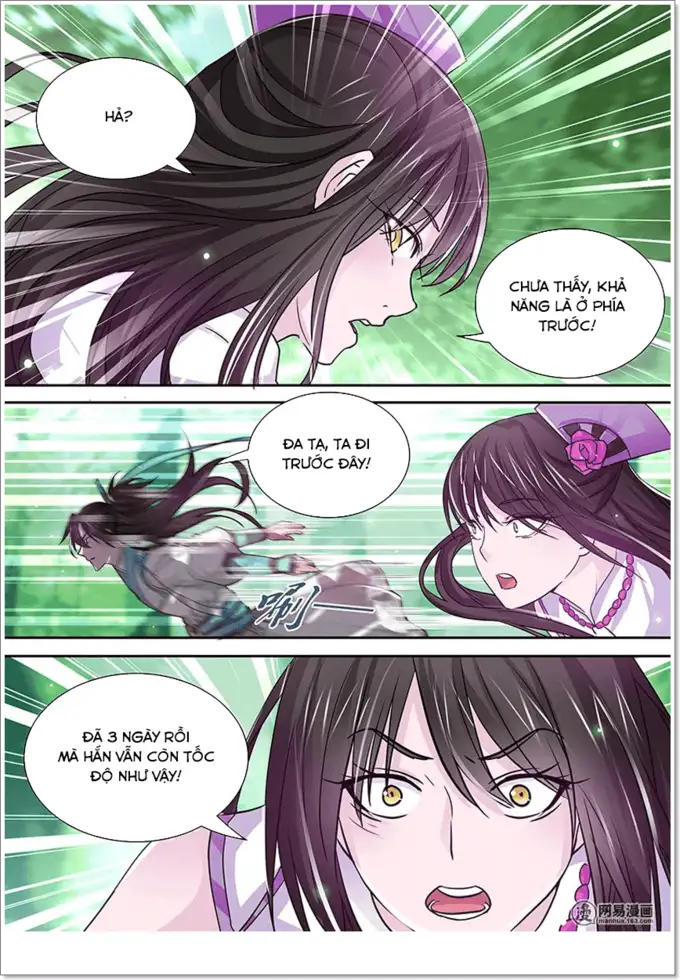 HẢ?
CHƯA THẤY, KHẢ
NĂNG LÀ Ở PHÍA
TRƯỚC!
ĐA TẠ, TA ĐI
TRƯỚC ĐÂY!
唰——
ĐÃ 3 NGÀY RỒI
MÀ HẮN VẪN CÒN TỐC
ĐỘ NHƯ VẬY!
网易漫画
manhua.163.com